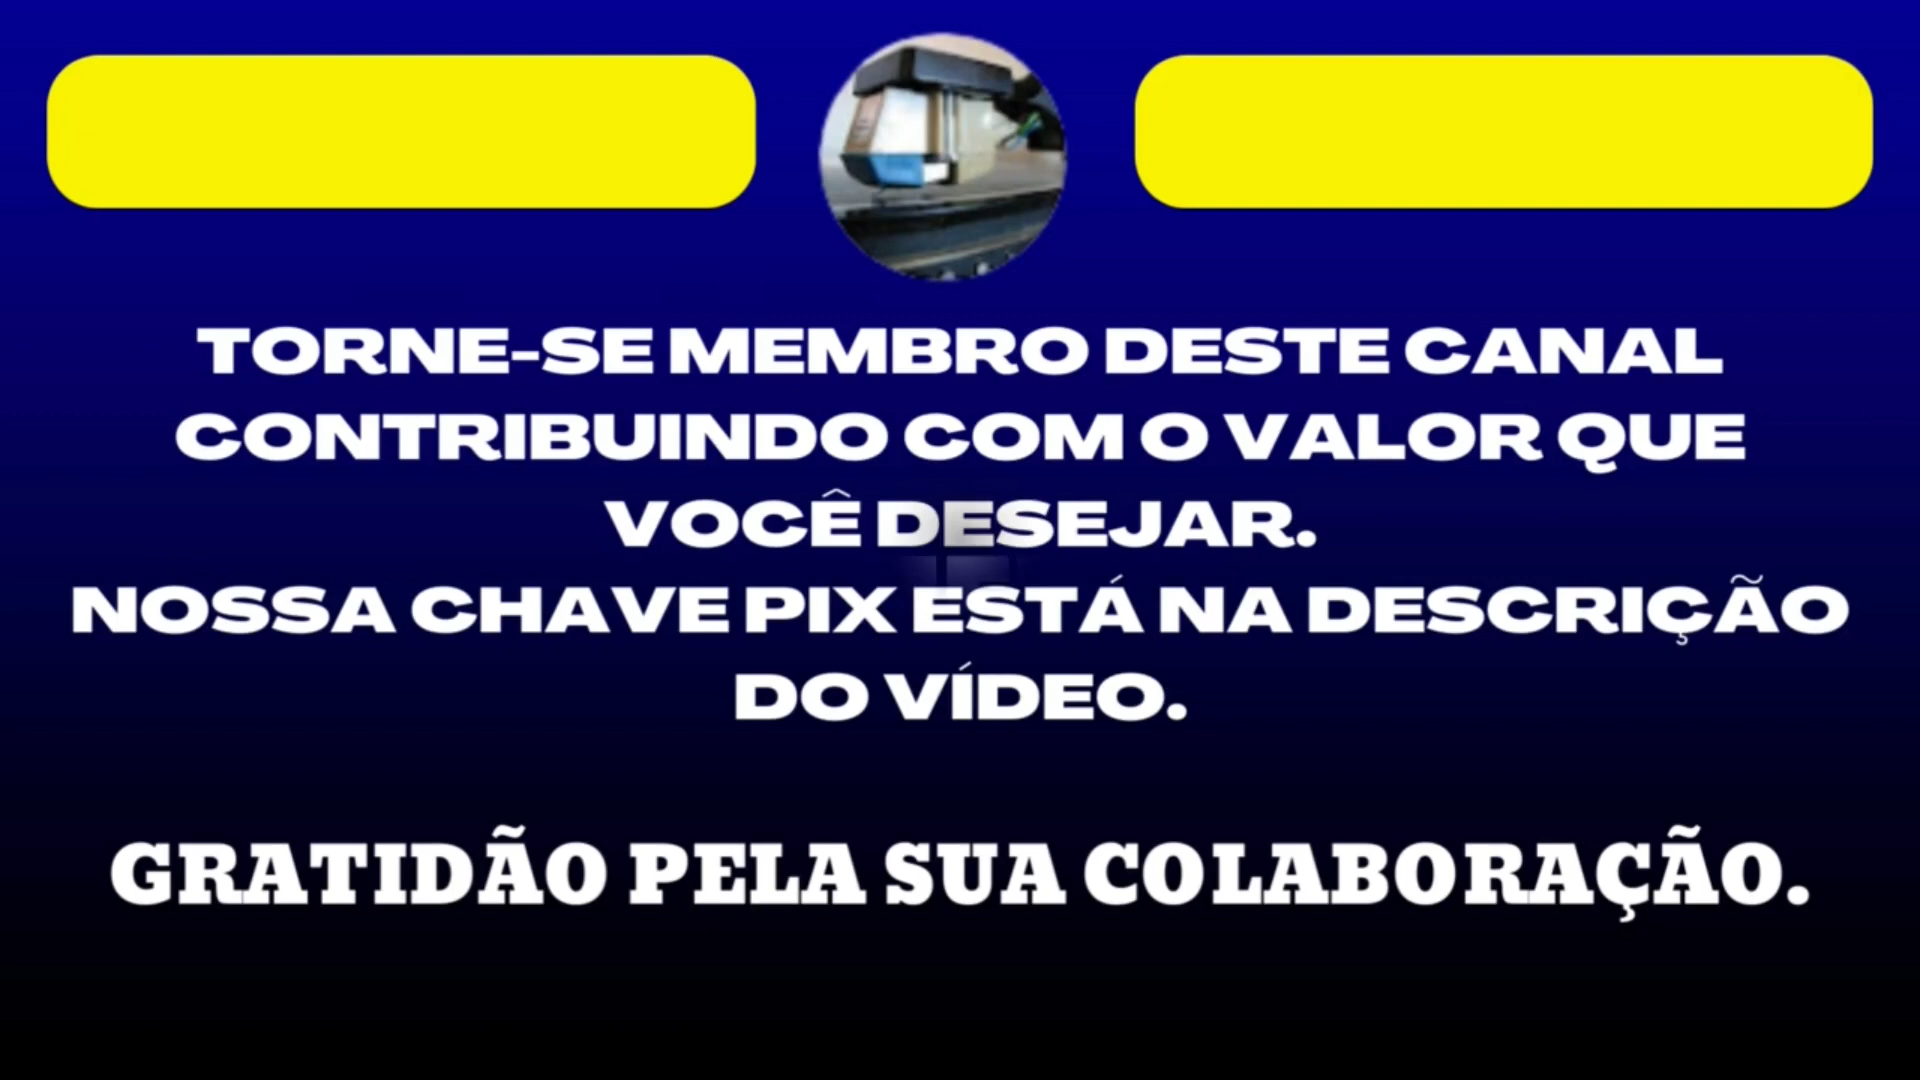 TORNE-SE MEMBRO DESTE CANAL
CONTRIBUINDO COM O VALOR QUE
VOCÊ DESEJAR.
NOSSA CHAVE PIX ESTÁ NA DESCRIÇÃO
DO VÍDEO.
GRATIDÃO PELA SUA COLABORAÇÃO.